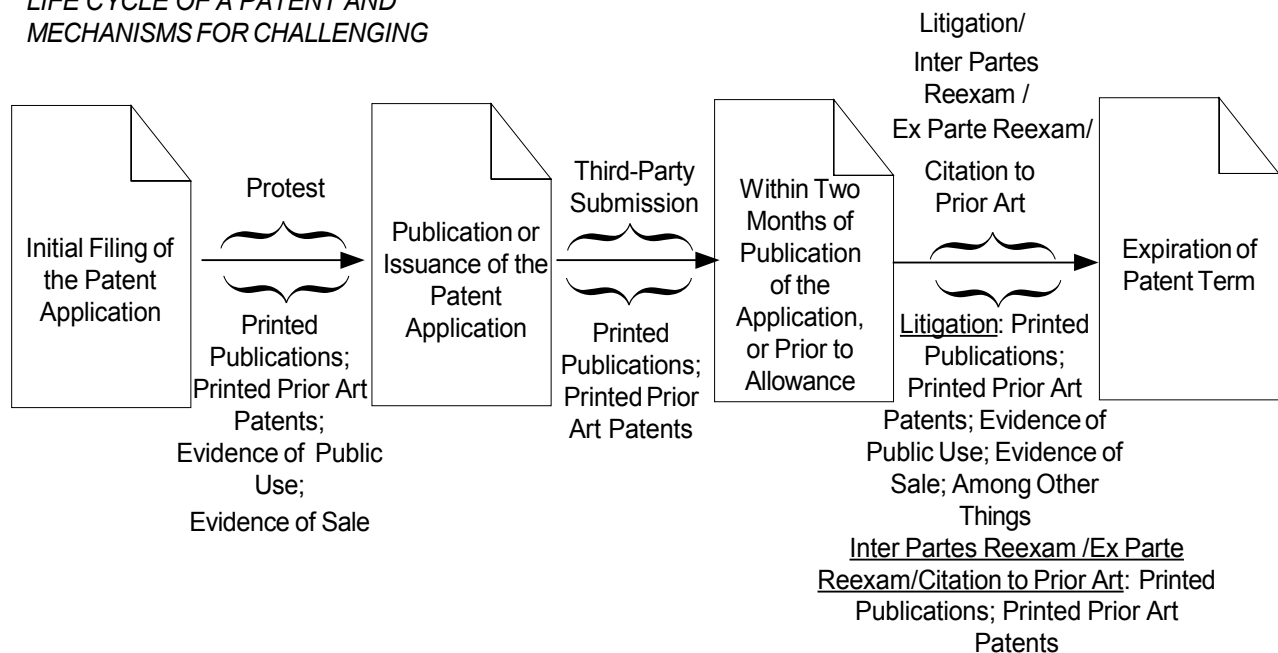 LIFE CYCLE OF A PATENT AND
MECHANISMS FOR CHALLENGING
Initial Filing of
the Patent
Application
Protest
Printed
Publications;
Printed Prior Art
Patents;
Evidence of Public
Use;
Evidence of Sale
Publication or
Issuance of the
Patent
Application
Third-Party
Submission
Printed
Publications;
Printed Prior
Art Patents
Within Two
Months of
Publication
of the
Application,
or Prior to
Allowance
Litigation/
Inter Partes
Reexam /
Ex Parte Reexam/
Citation to
Prior Art
Litigation: Printed
Publications;
Printed Prior Art
Patents; Evidence of
Public Use; Evidence of
Sale; Among Other
Things
Inter Partes Reexam /Ex Parte
Reexam/Citation to Prior Art: Printed
Publications; Printed Prior Art
Patents
Expiration of
Patent Term